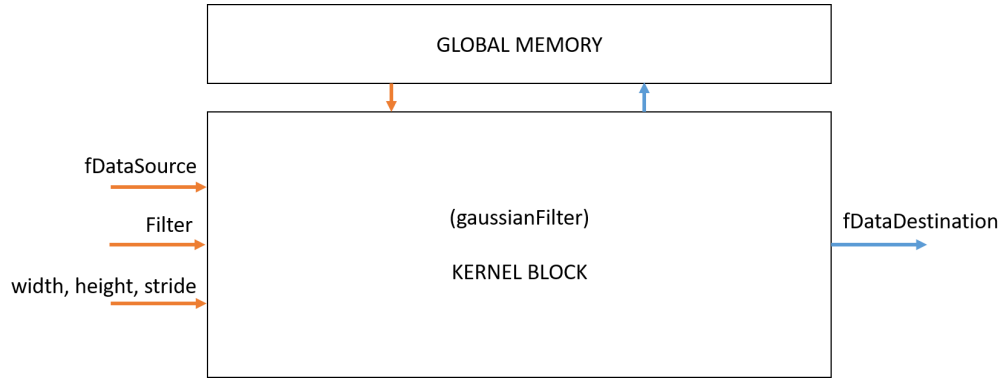 GLOBAL MEMORY
fDataSource
Filter
width, height, stride
(gaussianFilter)
KERNEL BLOCK
fDataDestination